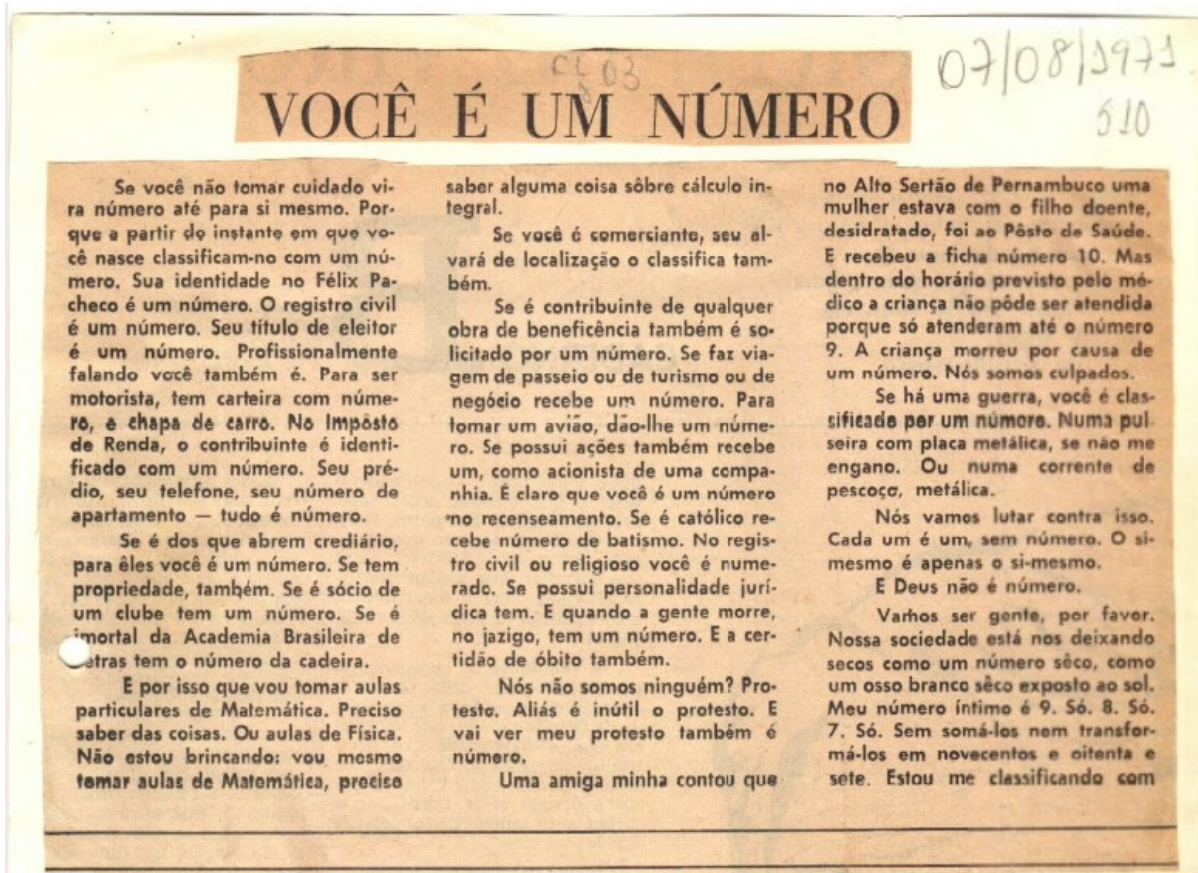 07/08/1971
510
03
VOCÊ É UM NÚMERO
Se você não tomar cuidado vi-
ra número até para si mesmo. Por-
que a partir do instante em que vo-
cê nasce classificam-no com um nú-
mero. Sua identidade no Félix Pa-
checo é um número. O registro civil
é um número. Seu título de eleitor
é um número. Profissionalmente
falando você também é. Para ser
motorista, tem carteira com núme-
ro, e chapa de carro. No Impôsto
de Renda, o contribuinte é identi-
ficado com um número. Seu pré-
dio, seu telefone, seu número de
apartamento — tudo é número.
Se é dos que abrem crediário,
para êles você é um número. Se tem
propriedade, também. Se é sócio de
um clube tem um número. Se é
imortal da Academia Brasileira de
etras tem o número da cadeira.
E por isso que vou tomar aulas
particulares de Matemática. Preciso
saber das coisas. Ou aulas de Física.
Não estou brincando: vou mesmo
tomar aulas de Matemática, preciso
saber alguma coisa sôbre cálculo in-
tegral.
Se você é comerciante, seu al-
vará de localização o classifica tam-
bém.
Se é contribuinte de qualquer
obra de beneficência também é so-
licitado por um número. Se faz via-
gem de passeio ou de turismo ou de
negócio recebe um número. Para
tomar um avião, dão-lhe um núme-
ro. Se possui ações também recebe
um, como acionista de uma compa-
nhia. É claro que você é um número
no recenseamento. Se é católico re-
cebe número de batismo. No regis-
tro civil ou religioso você é nume-
rado. Se possui personalidade jurí-
dica tem. E quando a gente morre,
no jazigo, tem um número. E a cer-
tidão de óbito também.
Nós não somos ninguém? Pro-
testo. Aliás é inútil o protesto. E
vai ver meu protesto também é
número.
Uma amiga minha contou que
no Alto Sertão de Pernambuco uma
mulher estava com o filho doente,
desidratado, foi ao Pôsto de Saúde.
E recebeu a ficha número 10. Mas
dentro do horário previsto pelo mé-
dico a criança não pôde ser atendida
porque só atenderam até o número
9. A criança morreu por causa de
um número. Nós somos culpados.
Se há uma guerra, você é clas-
sificado por um número. Numa pul-
seira com placa metálica, se não me
engano. Ou numa corrente de
pescoço, metálica.
Nós vamos lutar contra isso.
Cada um é um, sem número. O si-
mesmo é apenas o si-mesmo.
E Deus não é número.
Vamos ser gente, por favor.
Nossa sociedade está nos deixando
secos como um número sêco, como
um osso branco sêco exposto ao sol.
Meu número íntimo é 9. Só. 8. Só.
7. Só. Sem somá-los nem transfor-
má-los em novecentos e oitenta e
sete. Estou me classificando com